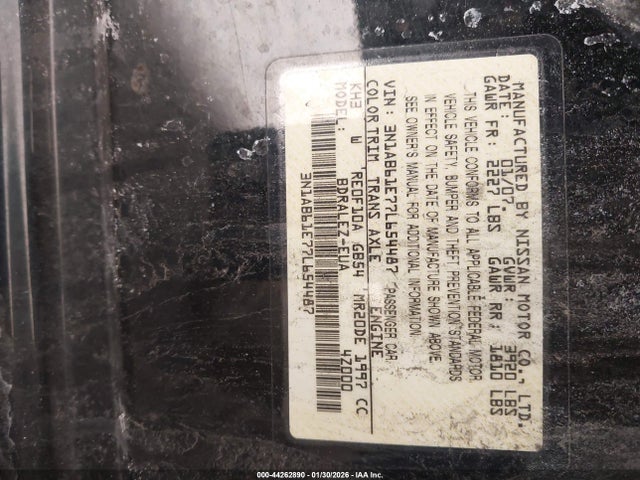 MANUFACTURED BY NISSAN MOTOR CO., LTD.
DATE: 01/07. GVWR: 3920 LBS
GAWR FR: 2227 LBS GAWR RR: 1810 LBS
THIS VEHICLE CONFORMS TO ALL APPLICABLE FEDERAL MOTOR
VEHICLE SAFETY, BUMPER AND THEFT PREVENTION STANDARDS
IN EFFECT ON THE DATE OF MANUFACTURE SHOWN ABOVE.
SEE OWNER'S MANUAL FOR ADDITIONAL INFORMATION.
VIN: 3N1AB61E77L654487 PASSENGER CAR
COLOR TRIM TRANS AXLE ENGINE
KH3 W RE0F10A GB54 MR20DE 1997 CC
MODEL: BDRALEZ-EUA 4Z000
3N1AB61E77L654487
000-44262890 - 01/30/2026 - IAA Inc.